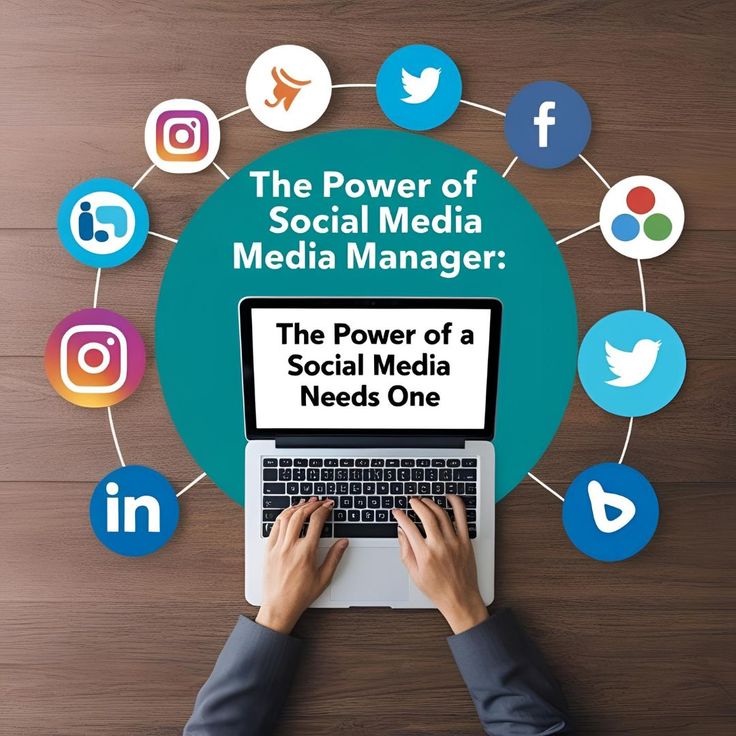 The Power of
Social Media
Media Manager:
The Power of a
Social Media
Needs One
in